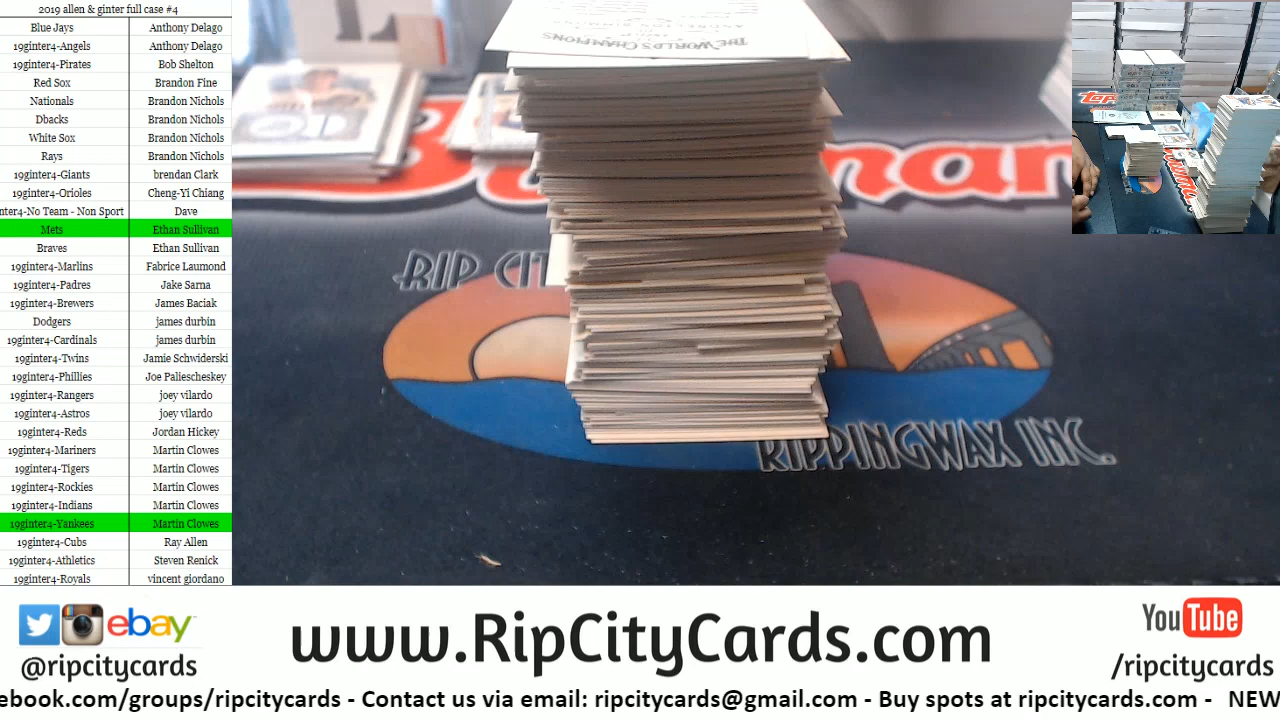 2019 allen & ginter full case #4
Blue Jays Anthony Delago
ginter4-Angels Anthony Delago
ginter4-Pirates Bob Shelton
Red Sox Brandon Fine
Nationals Brandon Nichols
Dbacks Brandon Nichols
White Sox Brandon Nichols
Rays Brandon Nichols
19ginter4-Giants brendan Clark
19ginter4-Orioles Cheng-Yi Chiang
nter4-No Team - Non Sport Dave
Mets Ethan Sullivan
Braves Ethan Sullivan
19ginter4-Marlins Fabrice Laumond
19ginter4-Padres Jake Sarna
19ginter4-Brewers James Baciak
Dodgers james durbin
19ginter4-Cardinals james durbin
19ginter4-Twins Jamie Schwiderski
19ginter4-Phillies Joe Paliescheskey
19ginter4-Rangers joey vilardo
19ginter4-Astros joey vilardo
19ginter4-Reds Jordan Hickey
19ginter4-Mariners Martin Clowes
19ginter4-Tigers Martin Clowes
19ginter4-Rockies Martin Clowes
19ginter4-Indians Martin Clowes
19ginter4-Yankees Martin Clowes
19ginter4-Cubs Ray Allen
19ginter4-Athletics Steven Renick
19ginter4-Royals vincent giordano
THE WORLD'S CHAMPIONS
RIP CIT
RIPPINGWAX INC.
topp
ebay
@ripcitycards
www.RipCityCards.com
YouTube
/ripcitycards
ebook.com/groups/ripcitycards - Contact us via email: ripcitycards@gmail.com - Buy spots at ripcitycards.com - NEW